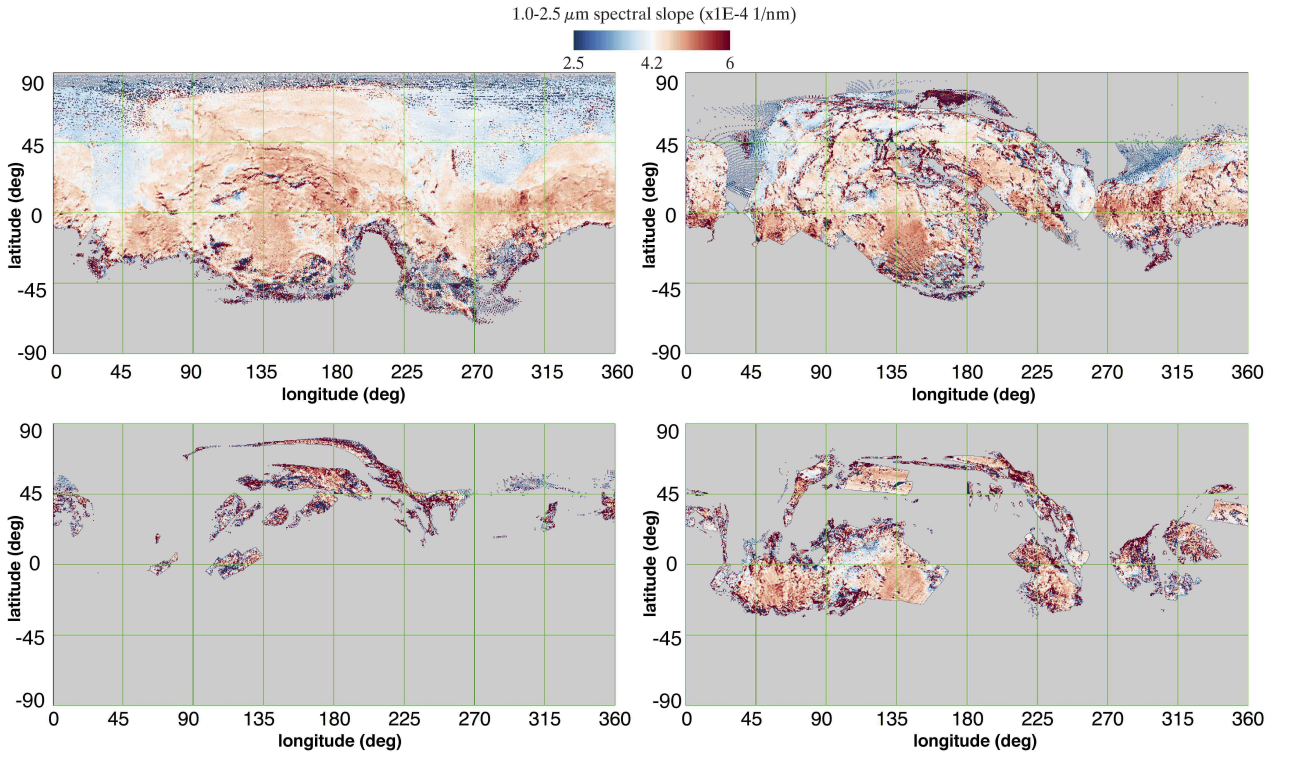 1.0-2.5 μm spectral slope (x1E-4 1/nm)
2.5 4.2 6
90 90
45 45
0 0
-45 -45
-90 -90
latitude (deg) latitude (deg)
0 45 90 135 180 225 270 315 360 0 45 90 135 180 225 270 315 360
longitude (deg) longitude (deg)
90 90
45 45
0 0
-45 -45
-90 -90
latitude (deg) latitude (deg)
0 45 90 135 180 225 270 315 360 0 45 90 135 180 225 270 315 360
longitude (deg) longitude (deg)